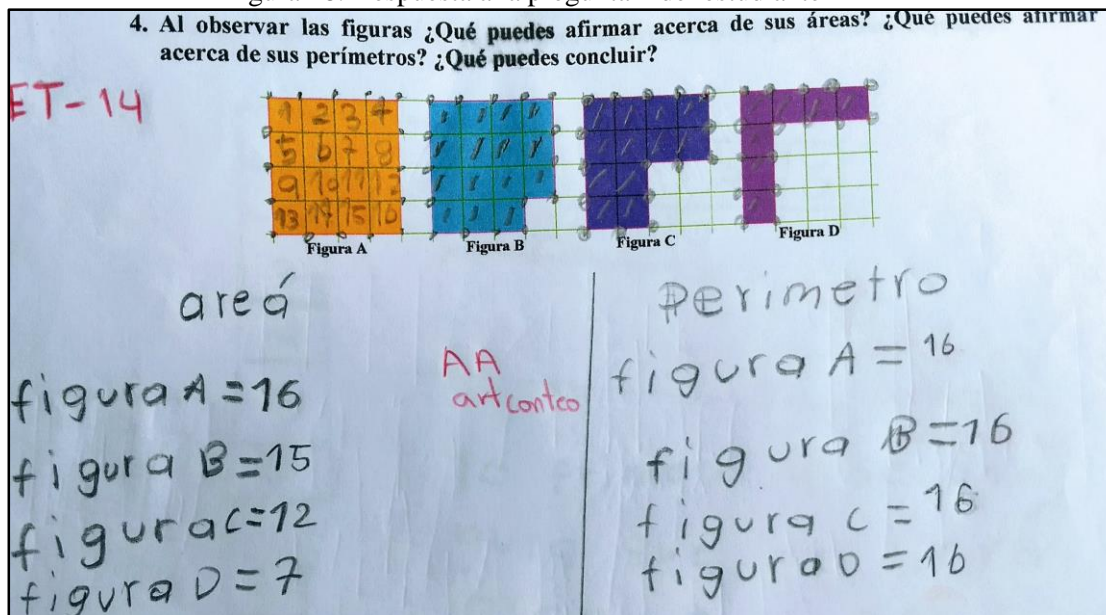 4. Al observar las figuras ¿Qué puedes afirmar acerca de sus áreas? ¿Qué puedes afirmar
acerca de sus perímetros? ¿Qué puedes concluir?
ET-14
1 2 3 4
5 6 7 8
9 10 11 12
13 14 15 16
Figura A
Figura B
Figura C
Figura D
areá
figura A = 16
figura B = 15
figura C = 12
figura D = 7
AA
art conteo
Perimetro
figura A = 16
figura B = 16
figura C = 16
figura D = 16